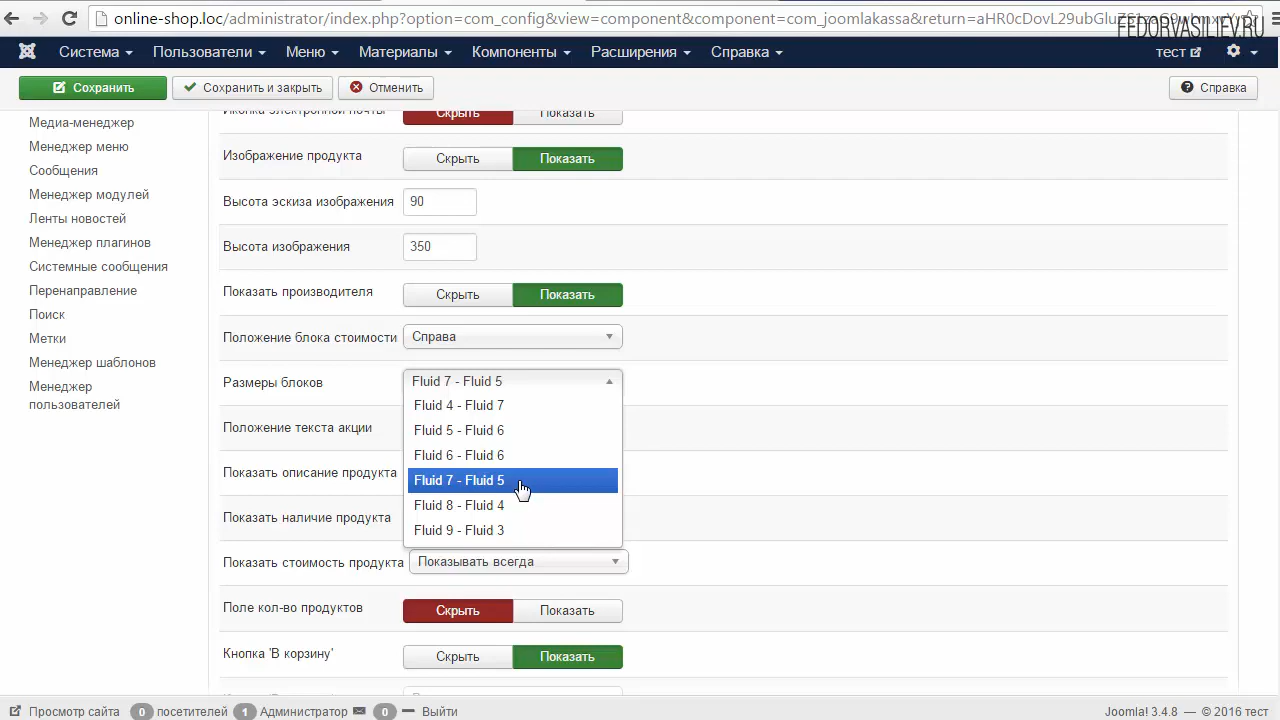 online-shop.loc/administrator/index.php?option=com_config&view=component&component=com_joomlakassa&return=aHR0cDovL29ubGluZS1
FEDORVASILIEV.RU
Система Пользователи Меню Материалы Компоненты Расширения Справка тест
Сохранить Сохранить и закрыть Отменить Справка
Медиа-менеджер
Менеджер меню
Сообщения
Менеджер модулей
Ленты новостей
Менеджер плагинов
Системные сообщения
Перенаправление
Поиск
Метки
Менеджер шаблонов
Менеджер
пользователей
Иконка электронной почты Скрыть Показать
Изображение продукта Скрыть Показать
Высота эскиза изображения 90
Высота изображения 350
Показать производителя Скрыть Показать
Положение блока стоимости Справа
Размеры блоков Fluid 7 - Fluid 5
Fluid 4 - Fluid 7
Положение текста акции
Fluid 5 - Fluid 6
Fluid 6 - Fluid 6
Показать описание продукта
Fluid 7 - Fluid 5
Fluid 8 - Fluid 4
Показать наличие продукта
Fluid 9 - Fluid 3
Показать стоимость продукта Показывать всегда
Поле кол-во продуктов Скрыть Показать
Кнопка 'В корзину' Скрыть Показать
Просмотр сайта 0 посетителей 1 Администратор 0 Выйти Joomla! 3.4.8 — © 2016 тест